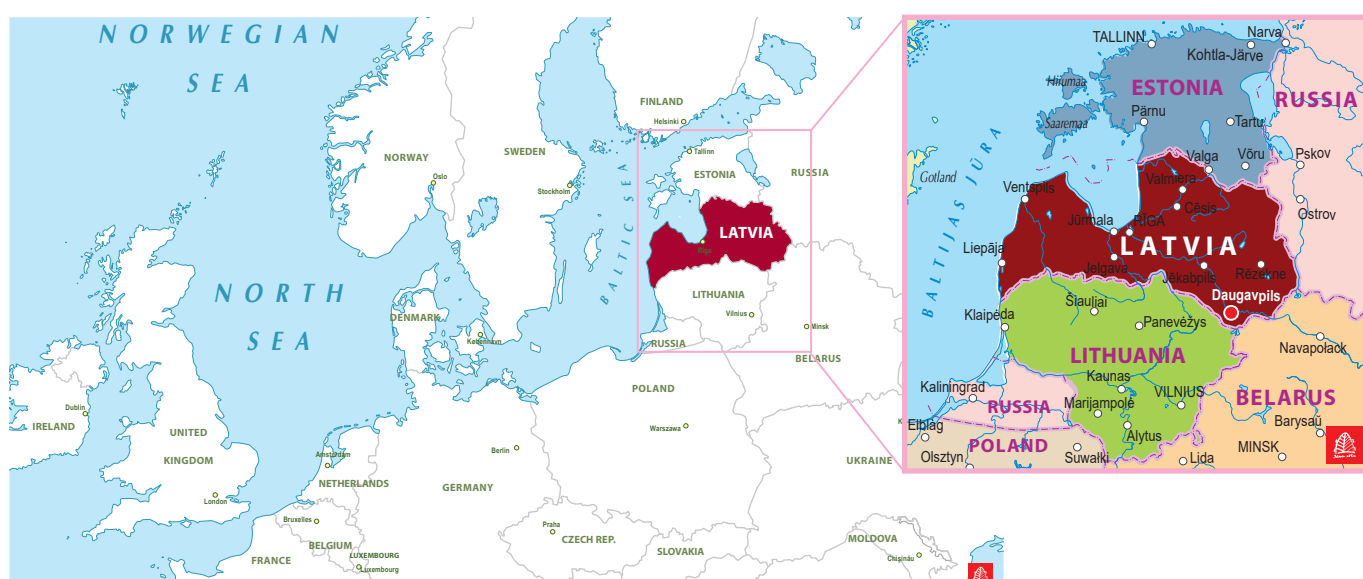 NORWEGIAN
SEA
NORTH
SEA
BALTIC SEA
FINLAND
Helsinki
NORWAY
Oslo
SWEDEN
Stockholm
Tallinn
ESTONIA
RUSSIA
LATVIA
Rīga
LITHUANIA
Vilnius
RUSSIA
Minsk
BELARUS
DENMARK
København
POLAND
Warszawa
Dublin
IRELAND
UNITED
KINGDOM
London
Amsterdam
NETHERLANDS
Berlin
GERMANY
UKRAINE
K
Bruxelles
BELGIUM
LUXEMBOURG
Luxembourg
FRANCE
Praha
CZECH REP.
SLOVAKIA
MOLDOVA
Chişinău
TALLINN
Narva
Kohtla-Järve
Hiiumaa
ESTONIA
RUSSIA
Saaremaa
Pärnu
Tartu
Valga
Võru
Pskov
Gotland
BALTIJAS JŪRA
Ventspils
Valmiera
Cēsis
Ostrov
Jūrmala
RĪGA
LATVIA
Liepāja
Jelgava
Jēkabpils
Rēzekne
Daugavpils
Šiauljai
Klaipėda
Panevėžys
Navapołack
LITHUANIA
Kaunas
Kaliningrad
VILNIUS
RUSSIA
Marijampolė
BELARUS
Elbląg
Alytus
Barysaŭ
POLAND
Olsztyn
Suwałki
Lida
MINSK